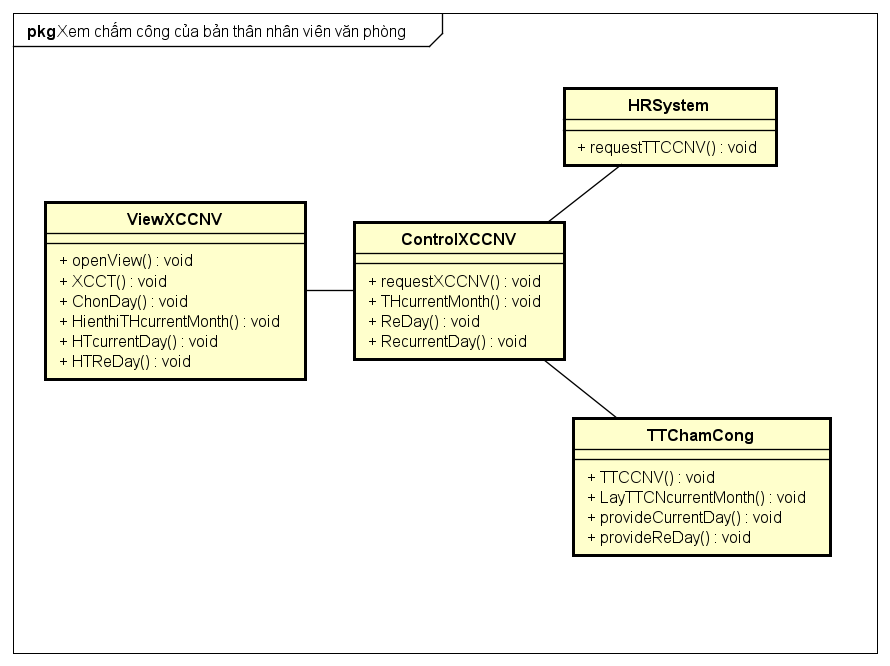 pkg Xem chấm công của bản thân nhân viên văn phòng
HRSystem
+ requestTTCCNV() : void
ViewXCCNV
+ openView() : void
+ XCCT() : void
+ ChonDay() : void
+ HienthiTHcurrentMonth() : void
+ HTcurrentDay() : void
+ HTReDay() : void
ControlXCCNV
+ requestXCCNV() : void
+ THcurrentMonth() : void
+ ReDay() : void
+ RecurrentDay() : void
TTChamCong
+ TTCCNV() : void
+ LayTTCNcurrentMonth() : void
+ provideCurrentDay() : void
+ provideReDay() : void